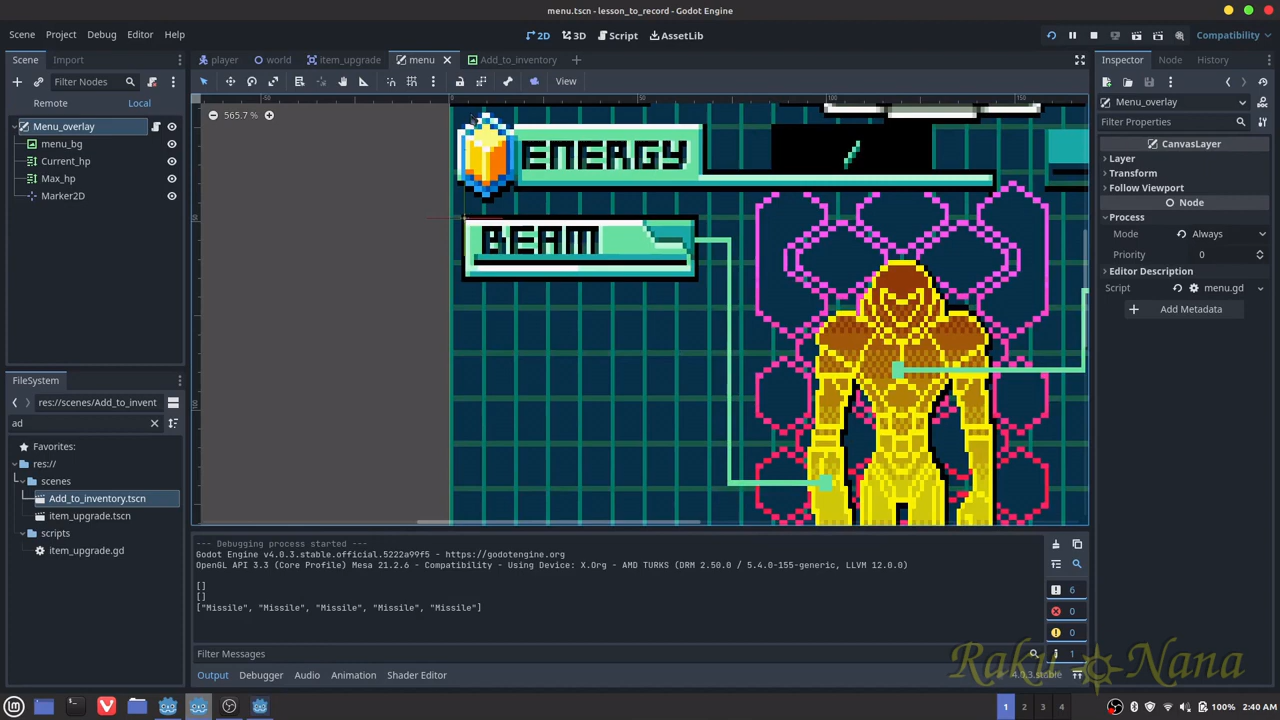 menu.tscn - lesson_to_record - Godot Engine
Scene Project Debug Editor Help
2D 3D Script AssetLib
Compatibility
Scene Import
player world item_upgrade menu Add_to_inventory
Inspector Node History
Filter Nodes
View
Remote Local
Menu_overlay
menu_bg
Current_hp
Max_hp
Marker2D
565.7 %
0 50 100 150
ENERGY /
BEAM
Menu_overlay
Filter Properties
CanvasLayer
Layer
Transform
Follow Viewport
Node
Process
Mode Always
Priority 0
Editor Description
Script menu.gd
Add Metadata
FileSystem
res://scenes/Add_to_invent
ad
Favorites:
res://
scenes
Add_to_inventory.tscn
item_upgrade.tscn
scripts
item_upgrade.gd
--- Debugging process started ---
Godot Engine v4.0.3.stable.official.5222a99f5 - https://godotengine.org
OpenGL API 3.3 (Core Profile) Mesa 21.2.6 - Compatibility - Using Device: X.Org - AMD TURKS (DRM 2.50.0 / 5.4.0-155-generic, LLVM 12.0.0)
[]
[]
["Missile", "Missile", "Missile", "Missile", "Missile"]
6
0
0
1
Filter Messages
Output Debugger Audio Animation Shader Editor
4.0.3.stable
Raku Nana
1 2 3 4
100% 2:40 AM